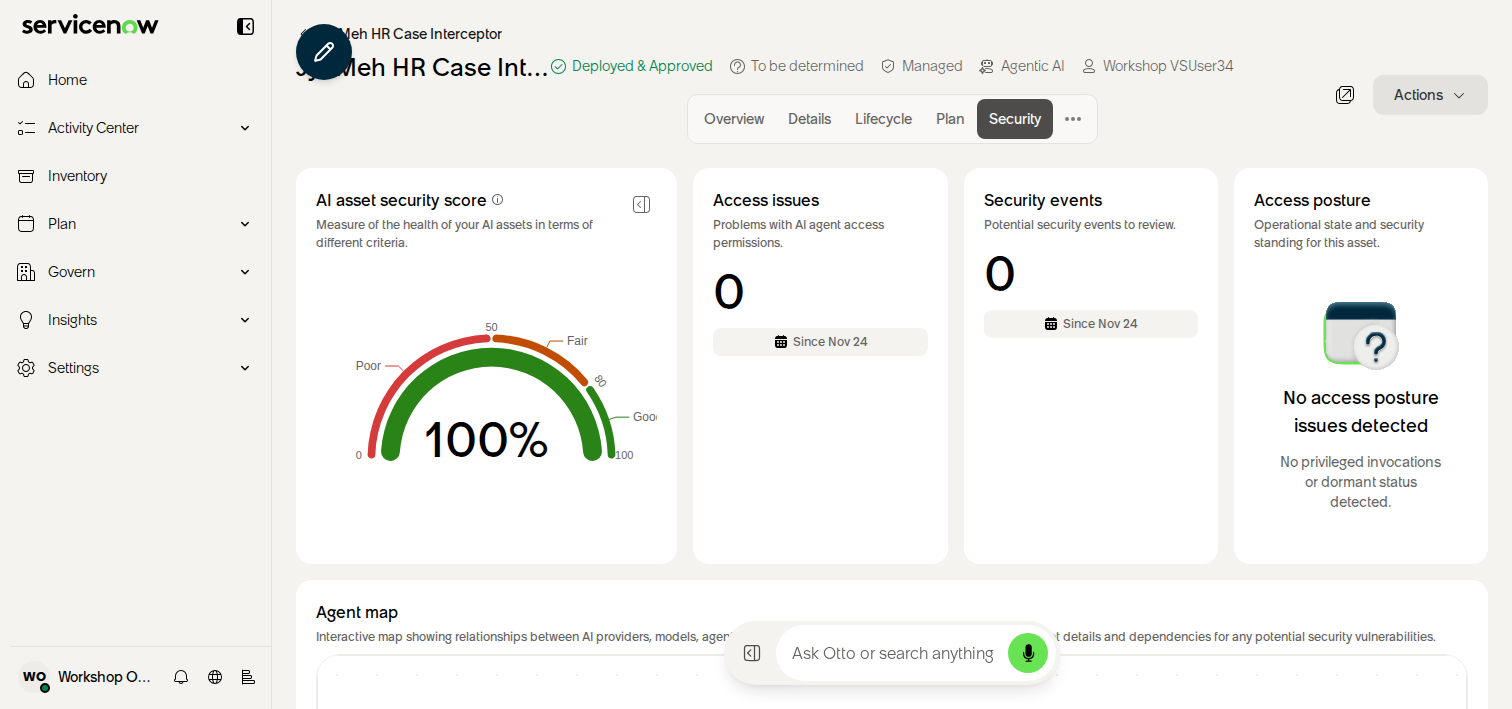 servicenow
Home
Activity Center
Inventory
Plan
Govern
Insights
Settings
WO
Workshop O...
Meh HR Case Interceptor
Meh HR Case Int...
Deployed & Approved
To be determined
Managed
Agentic AI
Workshop VSUser34
Actions
Overview
Details
Lifecycle
Plan
Security
AI asset security score
Measure of the health of your AI assets in terms of
different criteria.
50
Fair
Poor
80
Good
100%
0
100
Access issues
Problems with AI agent access
permissions.
0
Since Nov 24
Security events
Potential security events to review.
0
Since Nov 24
Access posture
Operational state and security
standing for this asset.
?
No access posture
issues detected
No privileged invocations
or dormant status
detected.
Agent map
Interactive map showing relationships between AI providers, models, agen
t details and dependencies for any potential security vulnerabilities.
Ask Otto or search anything